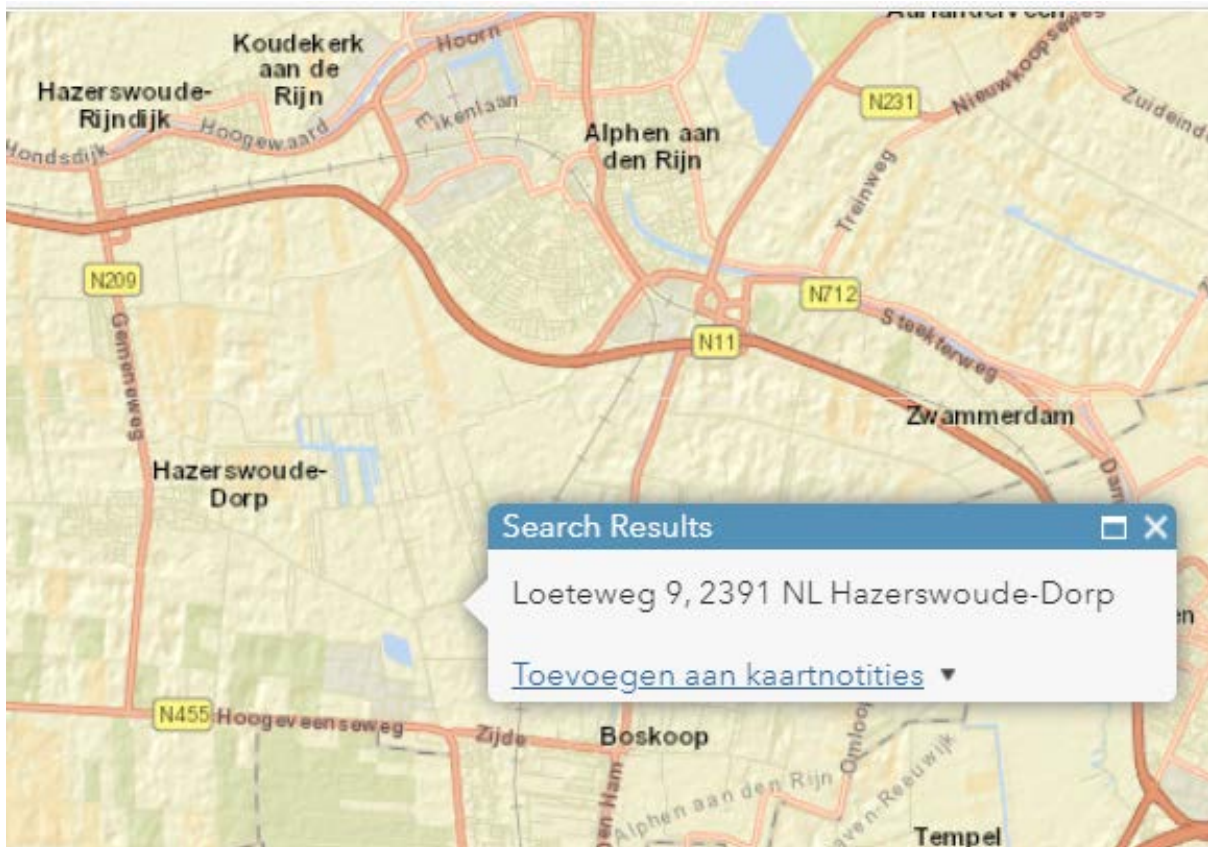 Koudekerk
aan de
Rijn
Hoorn
Hazerswoude-
Rijndijk
Hondsdijk
Hoogewaard
Eikenlaan
Alphen aan
den Rijn
N231
Nieuwkoopseweg
Treinweg
N209
N712
Gemeneweg
N11
Steekterweg
Zwammerdam
Hazerswoude-
Dorp
Search Results
Loeteweg 9, 2391 NL Hazerswoude-Dorp
Toevoegen aan kaartnotities
N455
Hoogeveenseweg
Zijde
Boskoop
Alphen aan den Rijn
Tempel